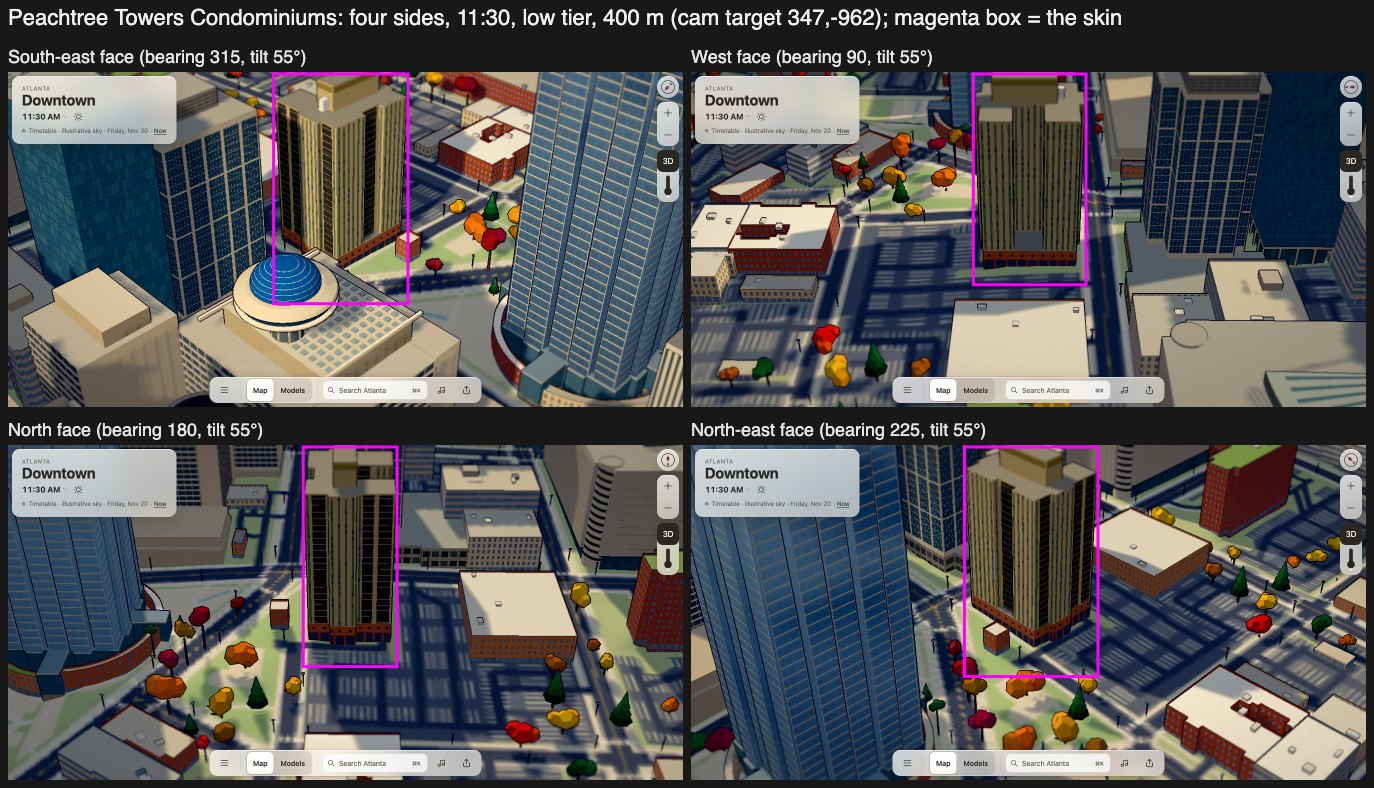 Peachtree Towers Condominiums: four sides, 11:30, low tier, 400 m (cam target 347,-962); magenta box = the skin
South-east face (bearing 315, tilt 55°)
West face (bearing 90, tilt 55°)
ATLANTA
Downtown
11:30 AM
Timetable · illustrative sky · Friday, Nov 20 · Now
3D
Map
Models
Search Atlanta
⌘K
ATLANTA
Downtown
11:30 AM
Timetable · illustrative sky · Friday, Nov 20 · Now
3D
Map
Models
Search Atlanta
⌘K
North face (bearing 180, tilt 55°)
North-east face (bearing 225, tilt 55°)
ATLANTA
Downtown
11:30 AM
Timetable · illustrative sky · Friday, Nov 20 · Now
3D
Map
Models
Search Atlanta
⌘K
ATLANTA
Downtown
11:30 AM
Timetable · illustrative sky · Friday, Nov 20 · Now
3D
Map
Models
Search Atlanta
⌘K